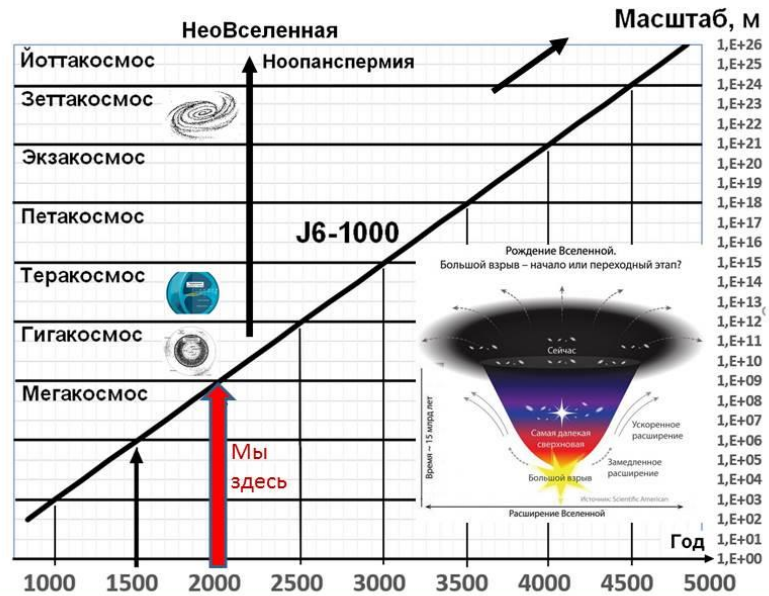 НеоВселенная
Масштаб, м
Йоттакосмос
Ноопанспермия
Зеттакосмос
Экзакосмос
Петакосмос
J6-1000
Теракосмос
Гигакосмос
Мегакосмос
Мы
здесь
Рождение Вселенной.
Большой взрыв – начало или переходный этап?
Сейчас
Время ~ 15 млрд лет
Самая далекая
сверхновая
Ускоренное
расширение
Замедленное
расширение
Большой взрыв
Источник: Scientific American
Расширение Вселенной
1,E+26
1,E+25
1,E+24
1,E+23
1,E+22
1,E+21
1,E+20
1,E+19
1,E+18
1,E+17
1,E+16
1,E+15
1,E+14
1,E+13
1,E+12
1,E+11
1,E+10
1,E+09
1,E+08
1,E+07
1,E+06
1,E+05
1,E+04
1,E+03
1,E+02
1,E+01
1,E+00
Год
1000 1500 2000 2500 3000 3500 4000 4500 5000